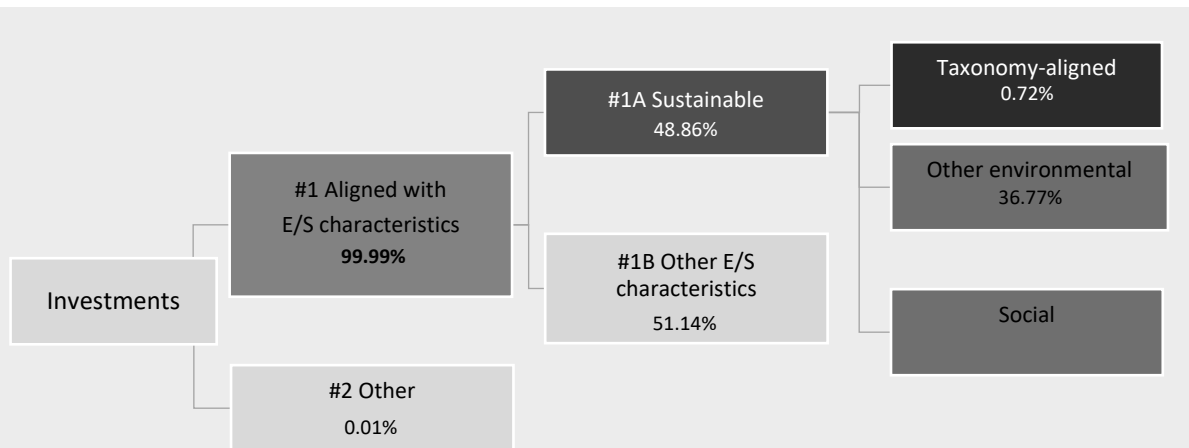 Investments
#1 Aligned with
E/S characteristics
99.99%
#2 Other
0.01%
#1A Sustainable
48.86%
#1B Other E/S
characteristics
51.14%
Taxonomy-aligned
0.72%
Other environmental
36.77%
Social